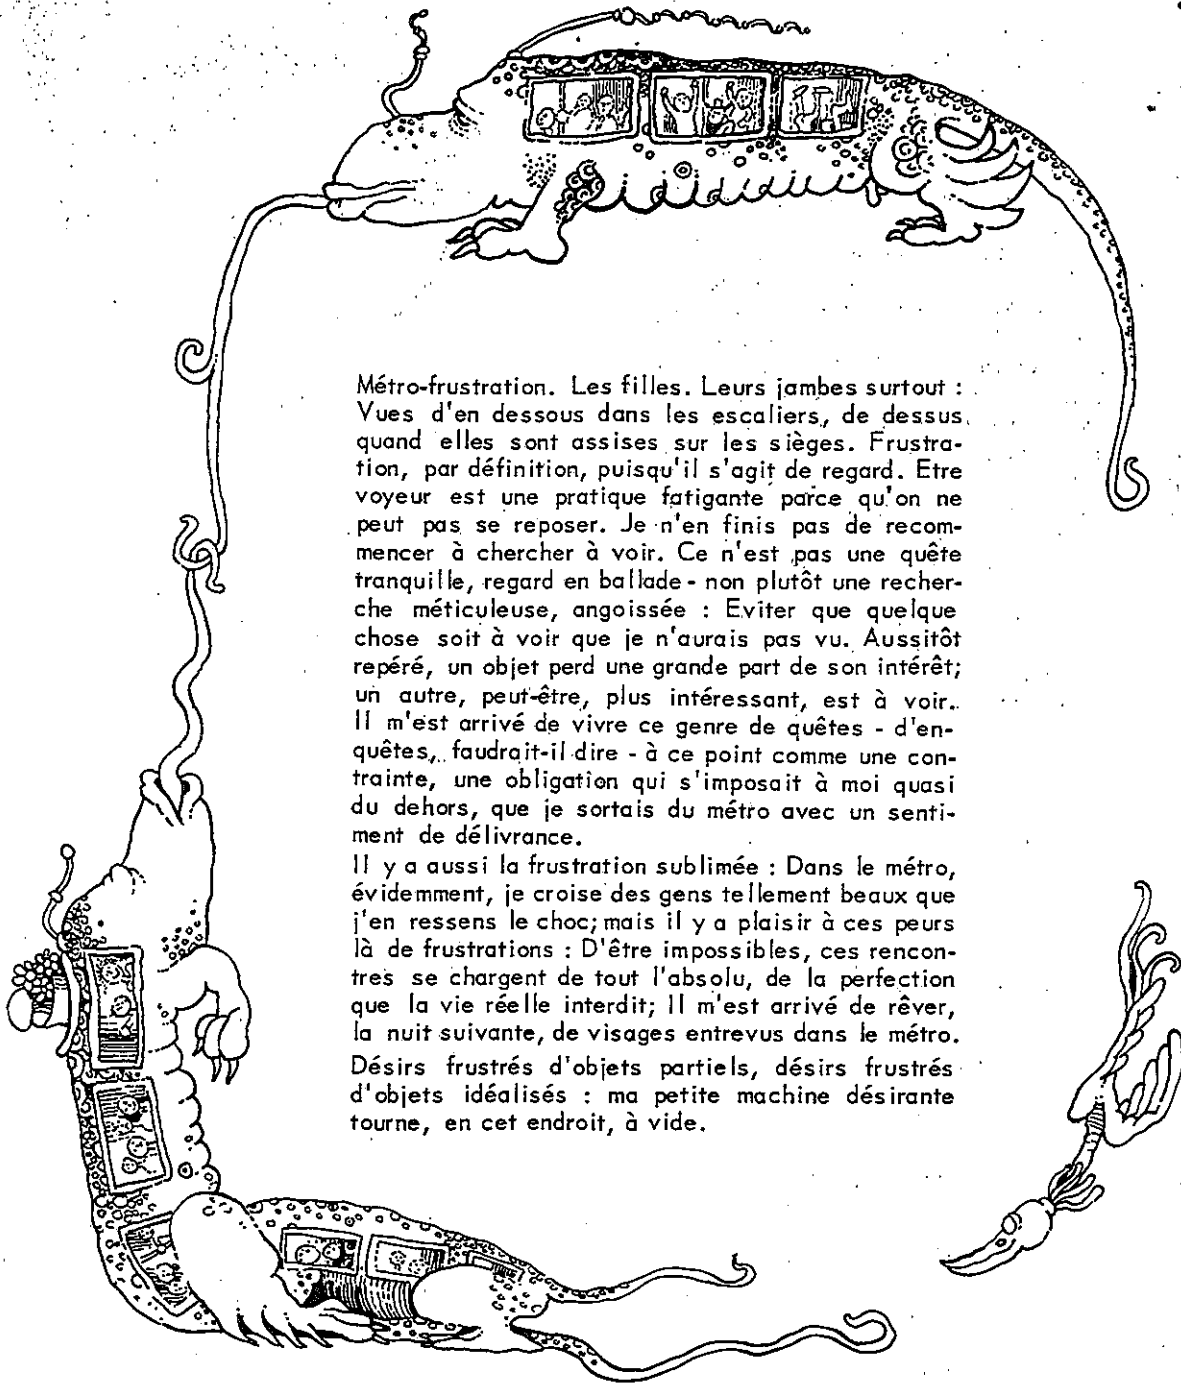 Métro-frustration. Les filles. Leurs jambes surtout :
Vues d'en dessous dans les escaliers, de dessus
quand elles sont assises sur les sièges. Frustra-
tion, par définition, puisqu'il s'agit de regard. Etre
voyeur est une pratique fatigante parce qu'on ne
peut pas se reposer. Je n'en finis pas de recom-
mencer à chercher à voir. Ce n'est pas une quête
tranquille, regard en ballade - non plutôt une recher-
che méticuleuse, angoissée : Eviter que quelque
chose soit à voir que je n'aurais pas vu. Aussitôt
repéré, un objet perd une grande part de son intérêt;
un autre, peut-être, plus intéressant, est à voir.
Il m'est arrivé de vivre ce genre de quêtes - d'en-
quêtes, faudrait-il dire - à ce point comme une con-
trainte, une obligation qui s'imposait à moi quasi
du dehors, que je sortais du métro avec un senti-
ment de délivrance.
Il y a aussi la frustration sublimée : Dans le métro,
évidemment, je croise des gens tellement beaux que
j'en ressens le choc; mais il y a plaisir à ces peurs
là de frustrations : D'être impossibles, ces rencon-
tres se chargent de tout l'absolu, de la perfection
que la vie réelle interdit; Il m'est arrivé de rêver,
la nuit suivante, de visages entrevus dans le métro.
Désirs frustrés d'objets partiels, désirs frustrés
d'objets idéalisés : ma petite machine désirante
tourne, en cet endroit, à vide.